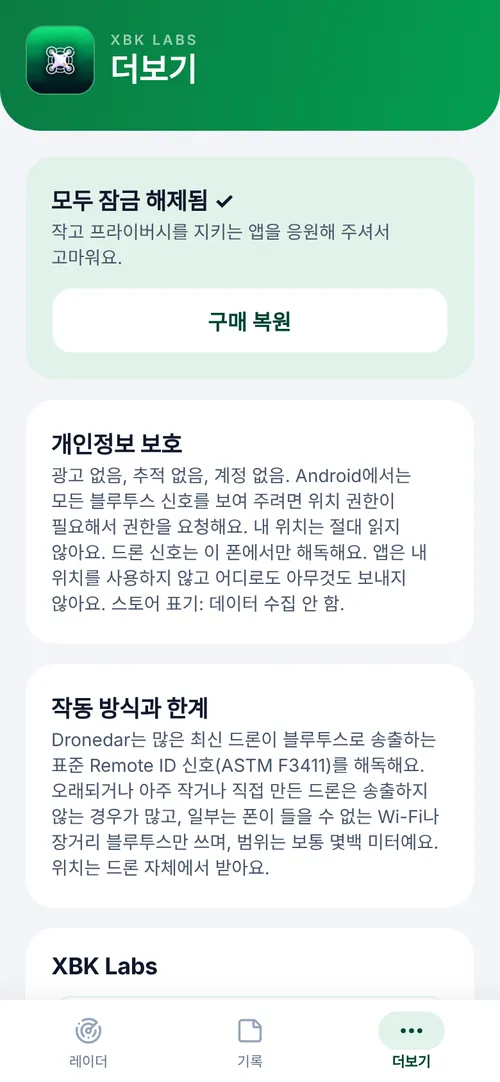 XBK LABS
더보기
모두 잠금 해제됨 ✓
작고 프라이버시를 지키는 앱을 응원해 주셔서
고마워요.
구매 복원
개인정보 보호
광고 없음, 추적 없음, 계정 없음. Android에서는
모든 블루투스 신호를 보여 주려면 위치 권한이
필요해서 권한을 요청해요. 내 위치는 절대 읽지
않아요. 드론 신호는 이 폰에서만 해독해요. 앱은 내
위치를 사용하지 않고 어디로도 아무것도 보내지
않아요. 스토어 표기: 데이터 수집 안 함.
작동 방식과 한계
Dronedar는 많은 최신 드론이 블루투스로 송출하는
표준 Remote ID 신호(ASTM F3411)를 해독해요.
오래되거나 아주 작거나 직접 만든 드론은 송출하지
않는 경우가 많고, 일부는 폰이 들을 수 없는 Wi-Fi나
장거리 블루투스만 쓰며, 범위는 보통 몇백 미터예요.
위치는 드론 자체에서 받아요.
XBK Labs
레이더
기록
더보기